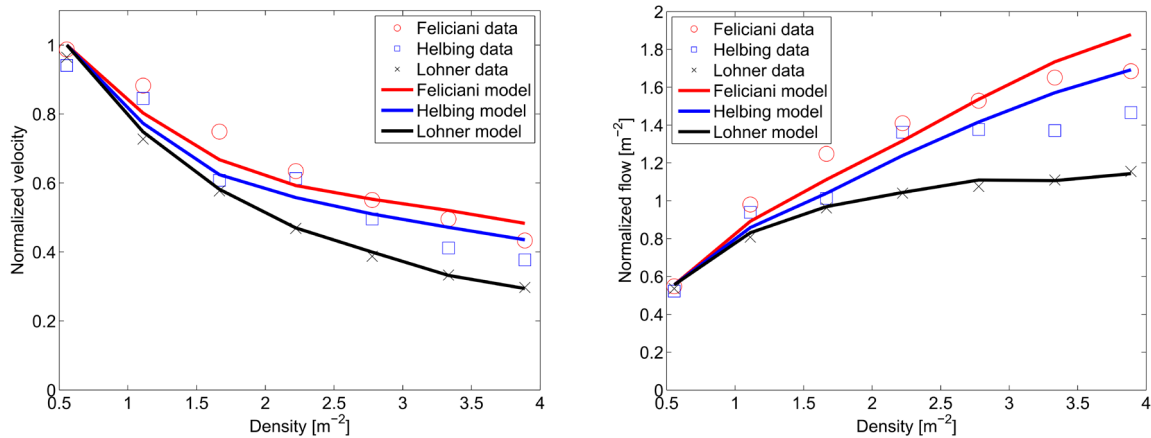 1
0.8
0.6
0.4
0.2
0
0.5
1
1.5
2
2.5
3
3.5
4
Normalized velocity
Density [m⁻²]
Feliciani data
Helbing data
Lohner data
Feliciani model
Helbing model
Lohner model
2
1.8
1.6
1.4
1.2
1
0.8
0.6
0.4
0.2
0
0.5
1
1.5
2
2.5
3
3.5
4
Normalized flow [m⁻²]
Density [m⁻²]
Feliciani data
Helbing data
Lohner data
Feliciani model
Helbing model
Lohner model